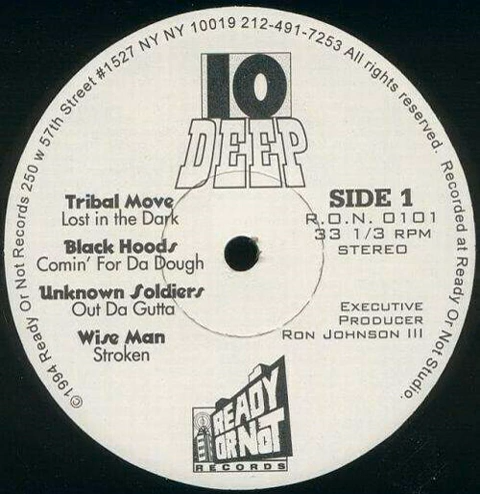 ©1994 Ready Or Not Records 250 w 57th Street #1527 NY NY 10019 212-491-7253 All rights reserved. Recorded at Ready Or Not Studio.
10
DEEP
Tribal Move
Lost in the Dark
Black Hoods
Comin' For Da Dough
Unknown Soldiers
Out Da Gutta
Wise Man
Stroken
SIDE 1
R.O.N. 0101
33 1/3 RPM
STEREO
EXECUTIVE
PRODUCER
RON JOHNSON III
READY
OR NOT
RECORDS